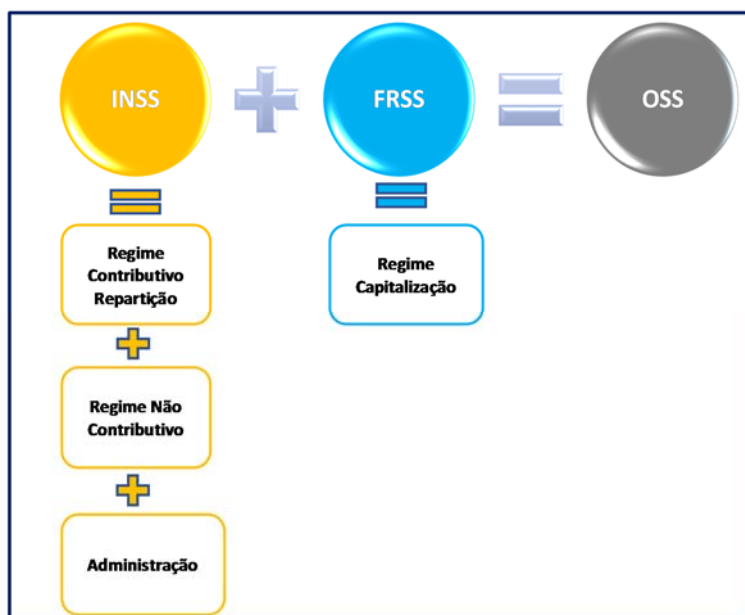 INSS
FRSS
OSS
Regime
Contributivo
Repartição
Regime
Capitalização
Regime Não
Contributivo
Administração